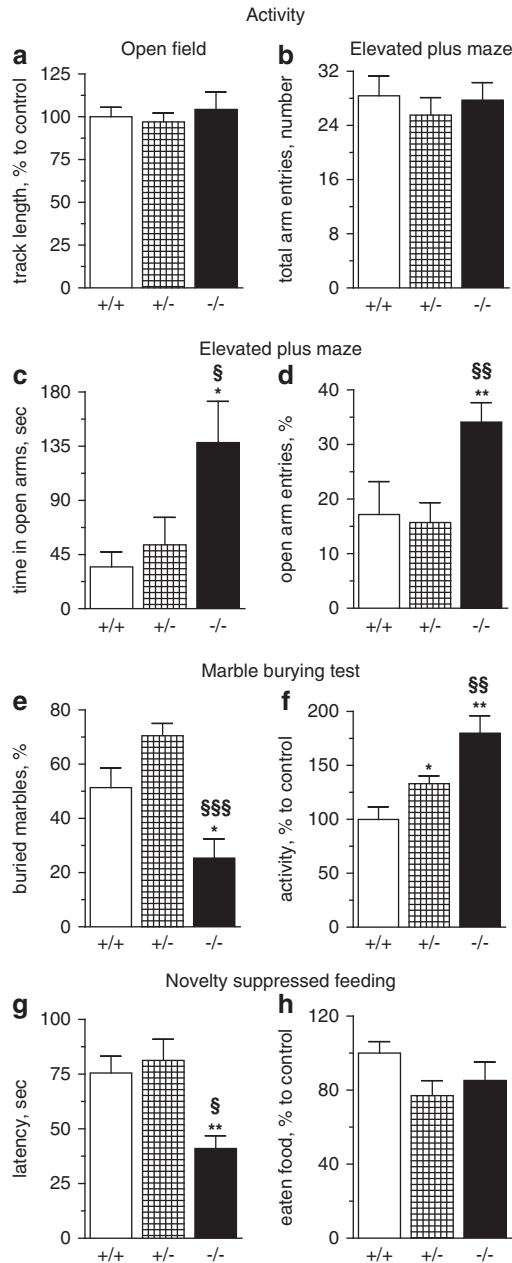 Activity
a Open field
track length, % to control
125
100
75
50
25
0
+/+ +/- -/-
b Elevated plus maze
total arm entries, number
32
24
16
8
0
+/+ +/- -/-
Elevated plus maze
c
time in open arms, sec
180
135
90
45
0
§
*
+/+ +/- -/-
d
open arm entries, %
40
30
20
10
0
§§
**
+/+ +/- -/-
Marble burying test
e
buried marbles, %
80
60
40
20
0
§§§
*
+/+ +/- -/-
f
activity, % to control
200
150
100
50
0
*
§§
**
+/+ +/- -/-
Novelty suppressed feeding
g
latency, sec
100
75
50
25
0
§
**
+/+ +/- -/-
h
eaten food, % to control
120
80
40
0
+/+ +/- -/-